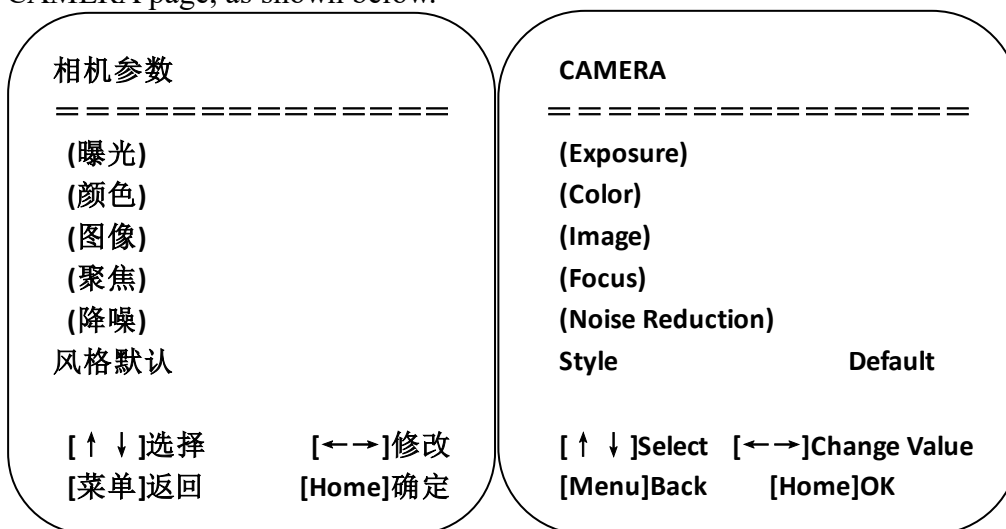 CAMERA page, as shown below.
相机参数
===============
(曝光)
(颜色)
(图像)
(聚焦)
(降噪)
风格默认
[↑↓]选择 [←→]修改
[菜单]返回 [Home]确定
CAMERA
===============
(Exposure)
(Color)
(Image)
(Focus)
(Noise Reduction)
Style Default
[↑↓]Select [←→]Change Value
[Menu]Back [Home]OK